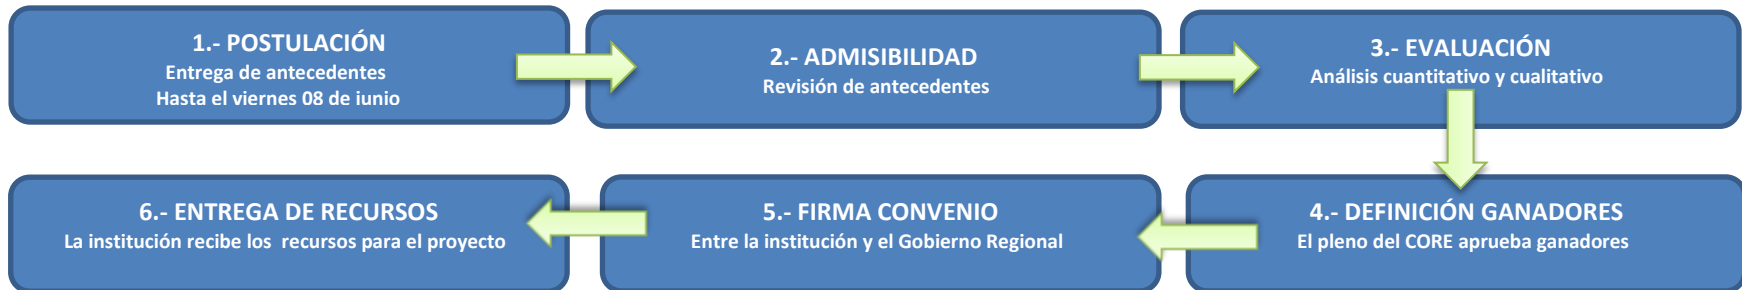 1.- POSTULACIÓN
Entrega de antecedentes
Hasta el viernes 08 de junio
2.- ADMISIBILIDAD
Revisión de antecedentes
3.- EVALUACIÓN
Análisis cuantitativo y cualitativo
4.- DEFINICIÓN GANADORES
El pleno del CORE aprueba ganadores
5.- FIRMA CONVENIO
Entre la institución y el Gobierno Regional
6.- ENTREGA DE RECURSOS
La institución recibe los recursos para el proyecto